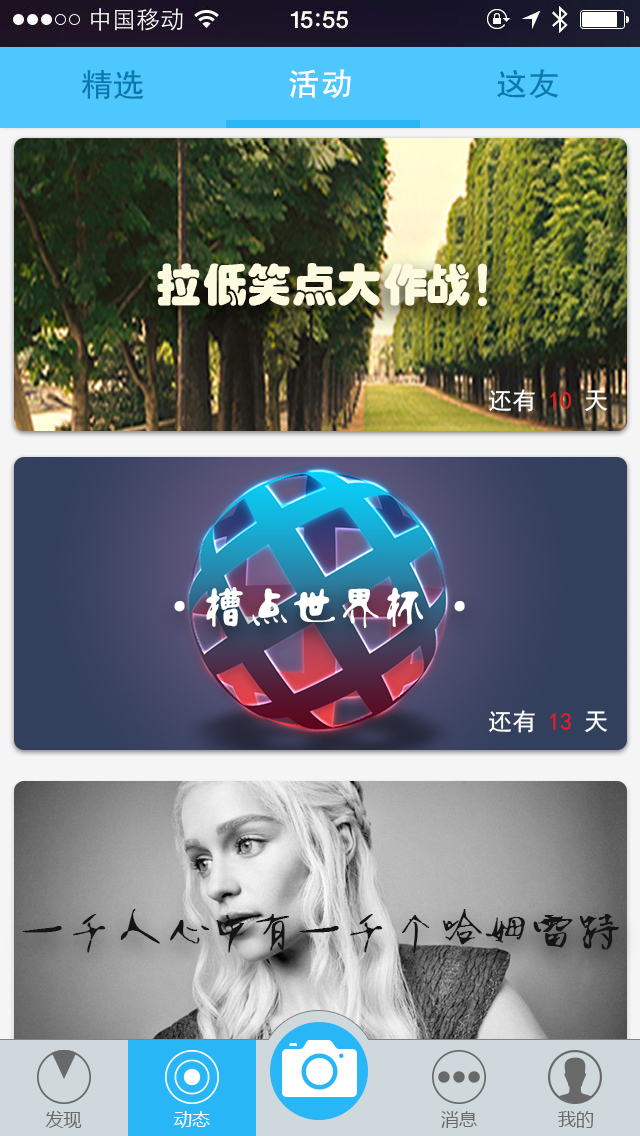 中国移动 15:55
精选 活动 这友
拉低笑点大作战!
还有 10 天
·槽点世界杯·
还有 13 天
一千人心中有一千个哈姆雷特
发现 动态 消息 我的